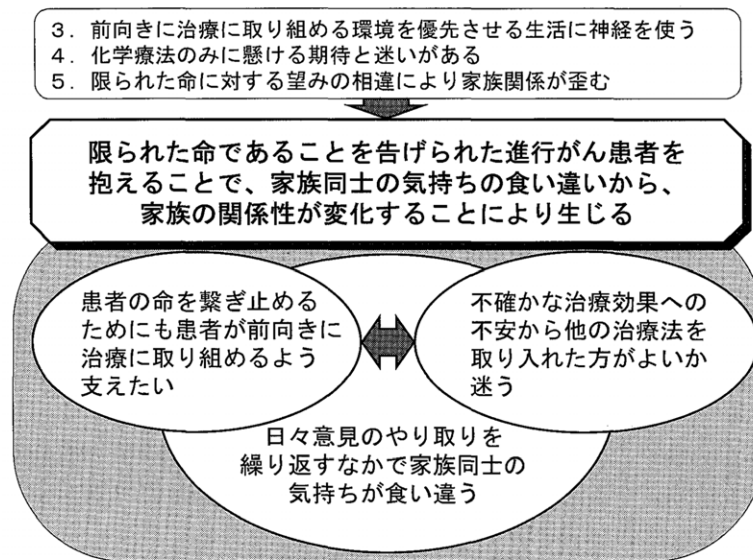 ３．前向きに治療に取り組める環境を優先させる生活に神経を使う
４．化学療法のみに懸ける期待と迷いがある
５．限られた命に対する望みの相違により家族関係が歪む
限られた命であることを告げられた進行がん患者を
抱えることで、家族同士の気持ちの食い違いから、
家族の関係性が変化することにより生じる
患者の命を繋ぎ止める
ためにも患者が前向きに
治療に取り組めるよう
支えたい
不確かな治療効果への
不安から他の治療法を
取り入れた方がよいか
迷う
日々意見のやり取りを
繰り返すなかで家族同士の
気持ちが食い違う